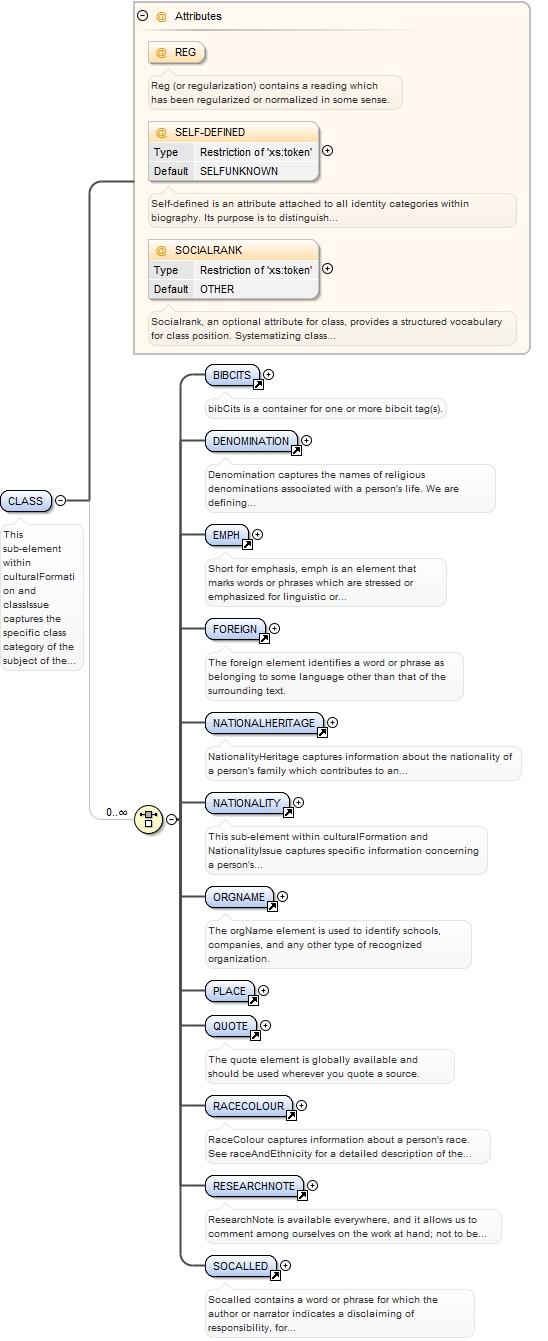 Attributes
@ REG
Reg (or regularization) contains a reading which
has been regularized or normalized in some sense.
@ SELF-DEFINED
Type Restriction of 'xs:token'
Default SELFUNKNOWN
Self-defined is an attribute attached to all identity categories within
biography. Its purpose is to distinguish...
@ SOCIALRANK
Type Restriction of 'xs:token'
Default OTHER
Socialrank, an optional attribute for class, provides a structured vocabulary
for class position. Systematizing class...
CLASS
This
sub-element
within
culturalFormati
on and
classIssue
captures the
specific class
category of the
subject of the...
0..∞
BIBCITS
bibCits is a container for one or more bibcit tag(s).
DENOMINATION
Denomination captures the names of religious
denominations associated with a person's life. We are
defining...
EMPH
Short for emphasis, emph is an element that
marks words or phrases which are stressed or
emphasized for linguistic or...
FOREIGN
The foreign element identifies a word or phrase as
belonging to some language other than that of the
surrounding text.
NATIONALHERITAGE
NationalityHeritage captures information about the nationality of
a person's family which contributes to an...
NATIONALITY
This sub-element within culturalFormation and
NationalityIssue captures specific information concerning
a person's...
ORGNAME
The orgName element is used to identify schools,
companies, and any other type of recognized
organization.
PLACE
QUOTE
The quote element is globally available and
should be used wherever you quote a source.
RACECOLOUR
RaceColour captures information about a person's race.
See raceAndEthnicity for a detailed description of the...
RESEARCHNOTE
ResearchNote is available everywhere, and it allows us to
comment among ourselves on the work at hand; not to be...
SOCALLED
Socalled contains a word or phrase for which the
author or narrator indicates a disclaiming of
responsibility, for...